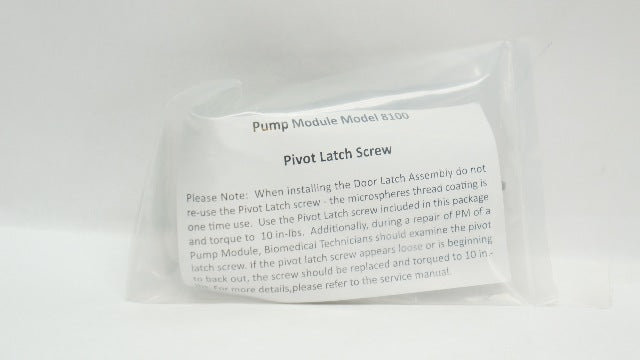 Pump Module Model 8100
Pivot Latch Screw
Please Note: When installing the Door Latch Assembly do not
re-use the Pivot Latch screw - the microspheres thread coating is
one time use. Use the Pivot Latch screw included in this package
and torque to 10 in-lbs. Additionally, during a repair of PM of a
Pump Module, Biomedical Technicians should examine the pivot
latch screw. If the pivot latch screw appears loose or is beginning
to back out, the screw should be replaced and torqued to 10 in-
lbs. For more details,please refer to the service manual.